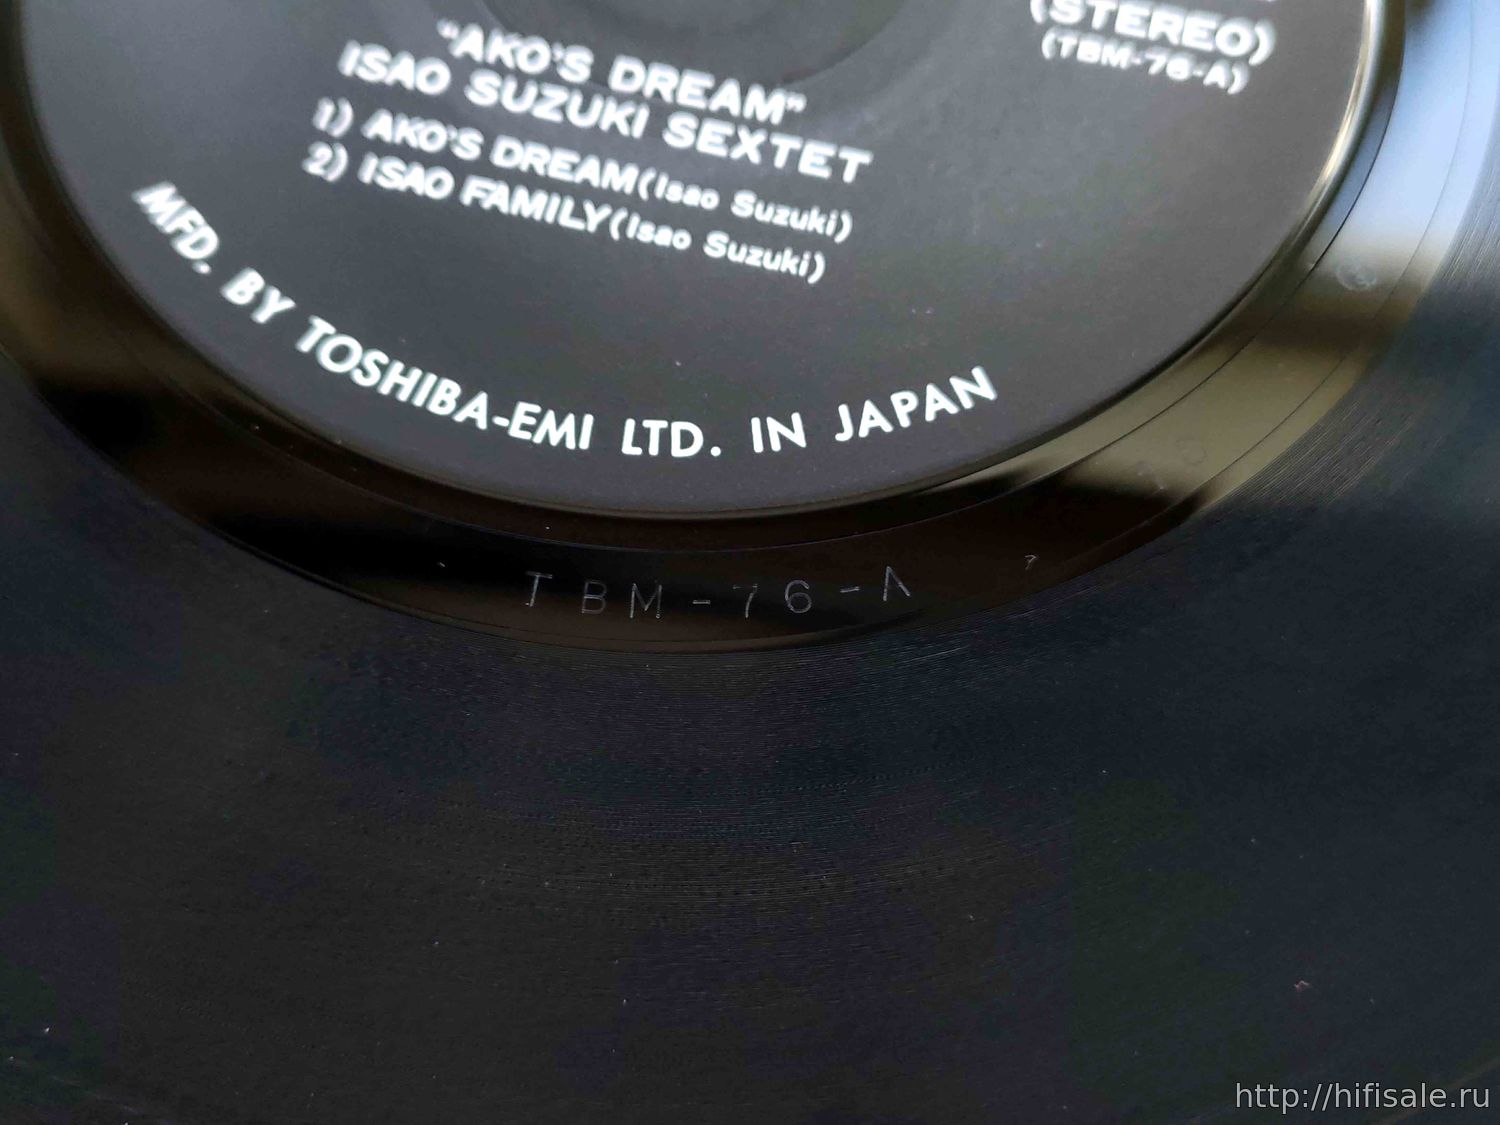 (STEREO)
(TBM-76-A)
"AKO'S DREAM"
ISAO SUZUKI SEXTET
1) AKO'S DREAM(Isao Suzuki)
2) ISAO FAMILY(Isao Suzuki)
MFD. BY TOSHIBA-EMI LTD. IN JAPAN
TBM-76-A
http://hifisale.ru